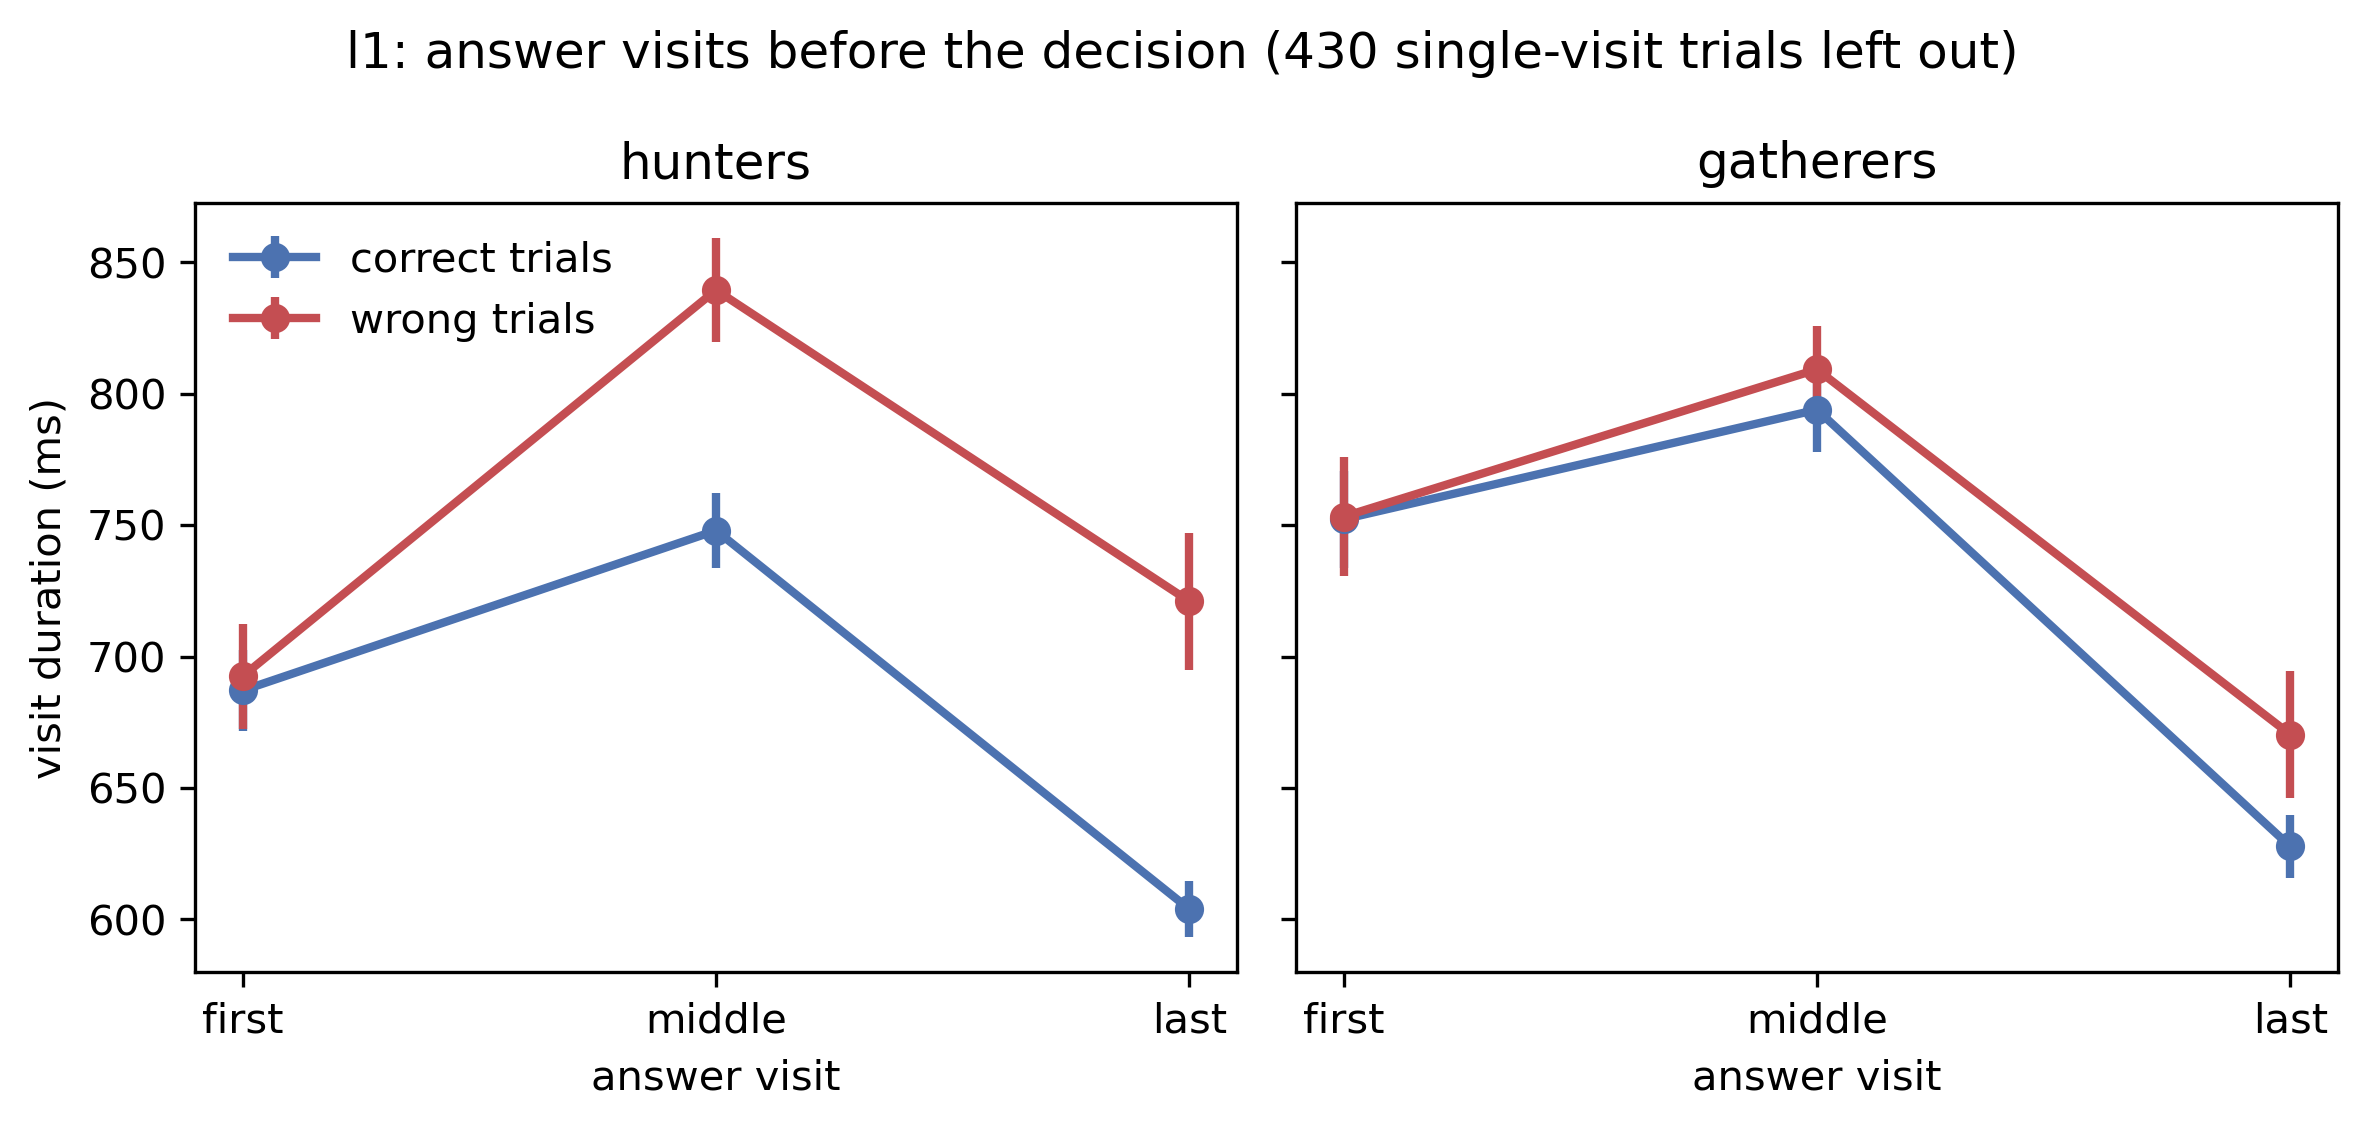 l1: answer visits before the decision (430 single-visit trials left out)
hunters
gatherers
correct trials
wrong trials
visit duration (ms)
850
800
750
700
650
600
first middle last
answer visit
first middle last
answer visit